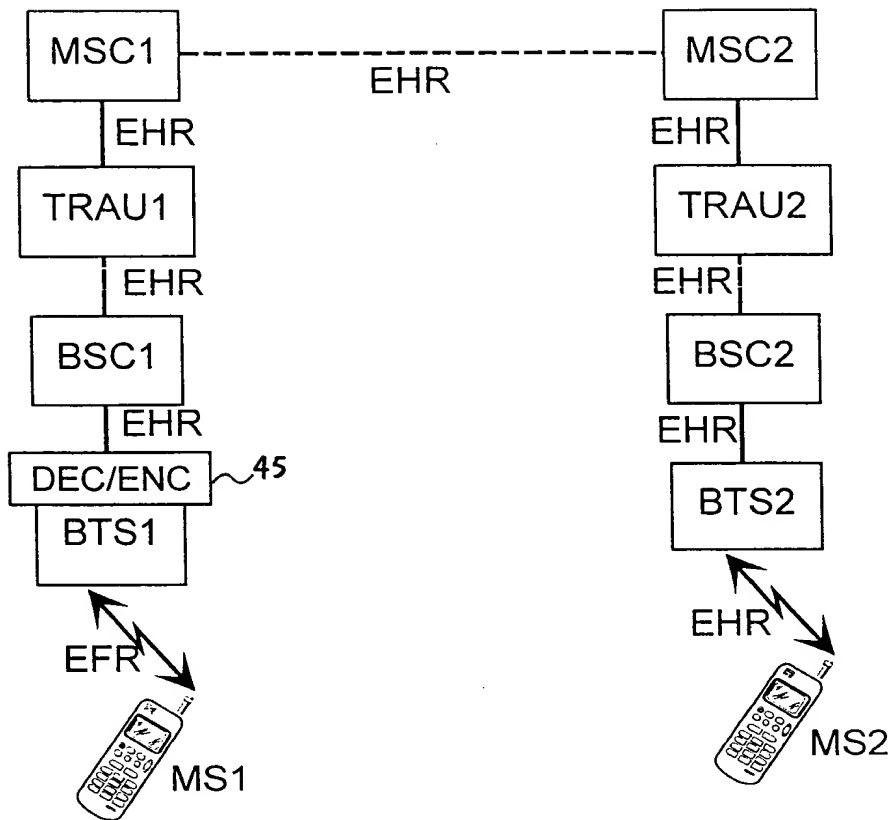 MSC1
MSC2
EHR
EHR
EHR
TRAU1
TRAU2
EHR
EHR
BSC1
BSC2
EHR
EHR
DEC/ENC
45
BTS1
BTS2
EFR
EHR
MS1
MS2